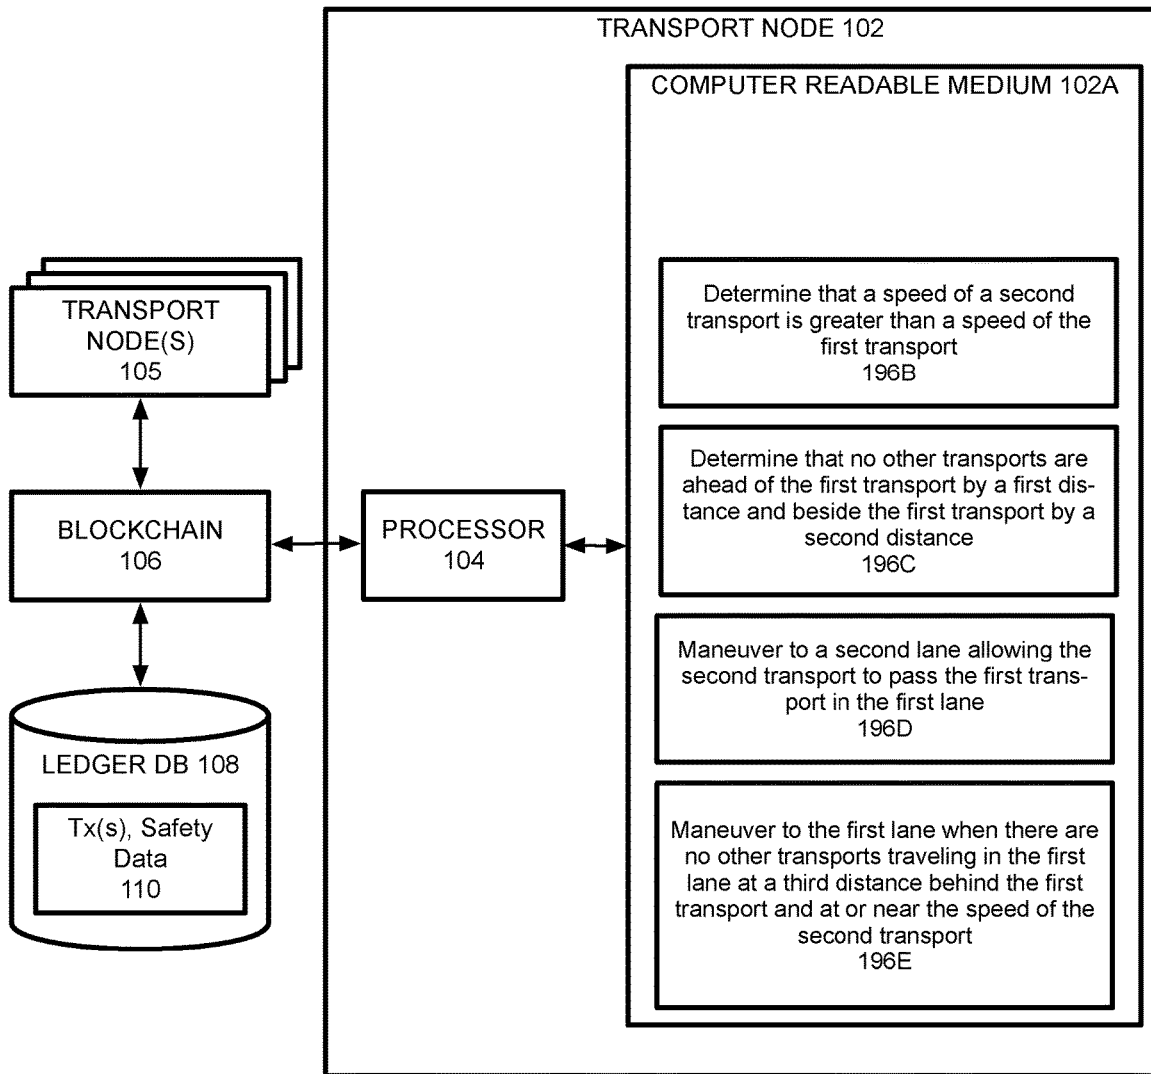 TRANSPORT NODE 102
COMPUTER READABLE MEDIUM 102A
TRANSPORT
NODE(S)
105
BLOCKCHAIN
106
LEDGER DB 108
Tx(s), Safety
Data
110
PROCESSOR
104
Determine that a speed of a second
transport is greater than a speed of the
first transport
196B
Determine that no other transports are
ahead of the first transport by a first dis-
tance and beside the first transport by a
second distance
196C
Maneuver to a second lane allowing the
second transport to pass the first trans-
port in the first lane
196D
Maneuver to the first lane when there are
no other transports traveling in the first
lane at a third distance behind the first
transport and at or near the speed of the
second transport
196E